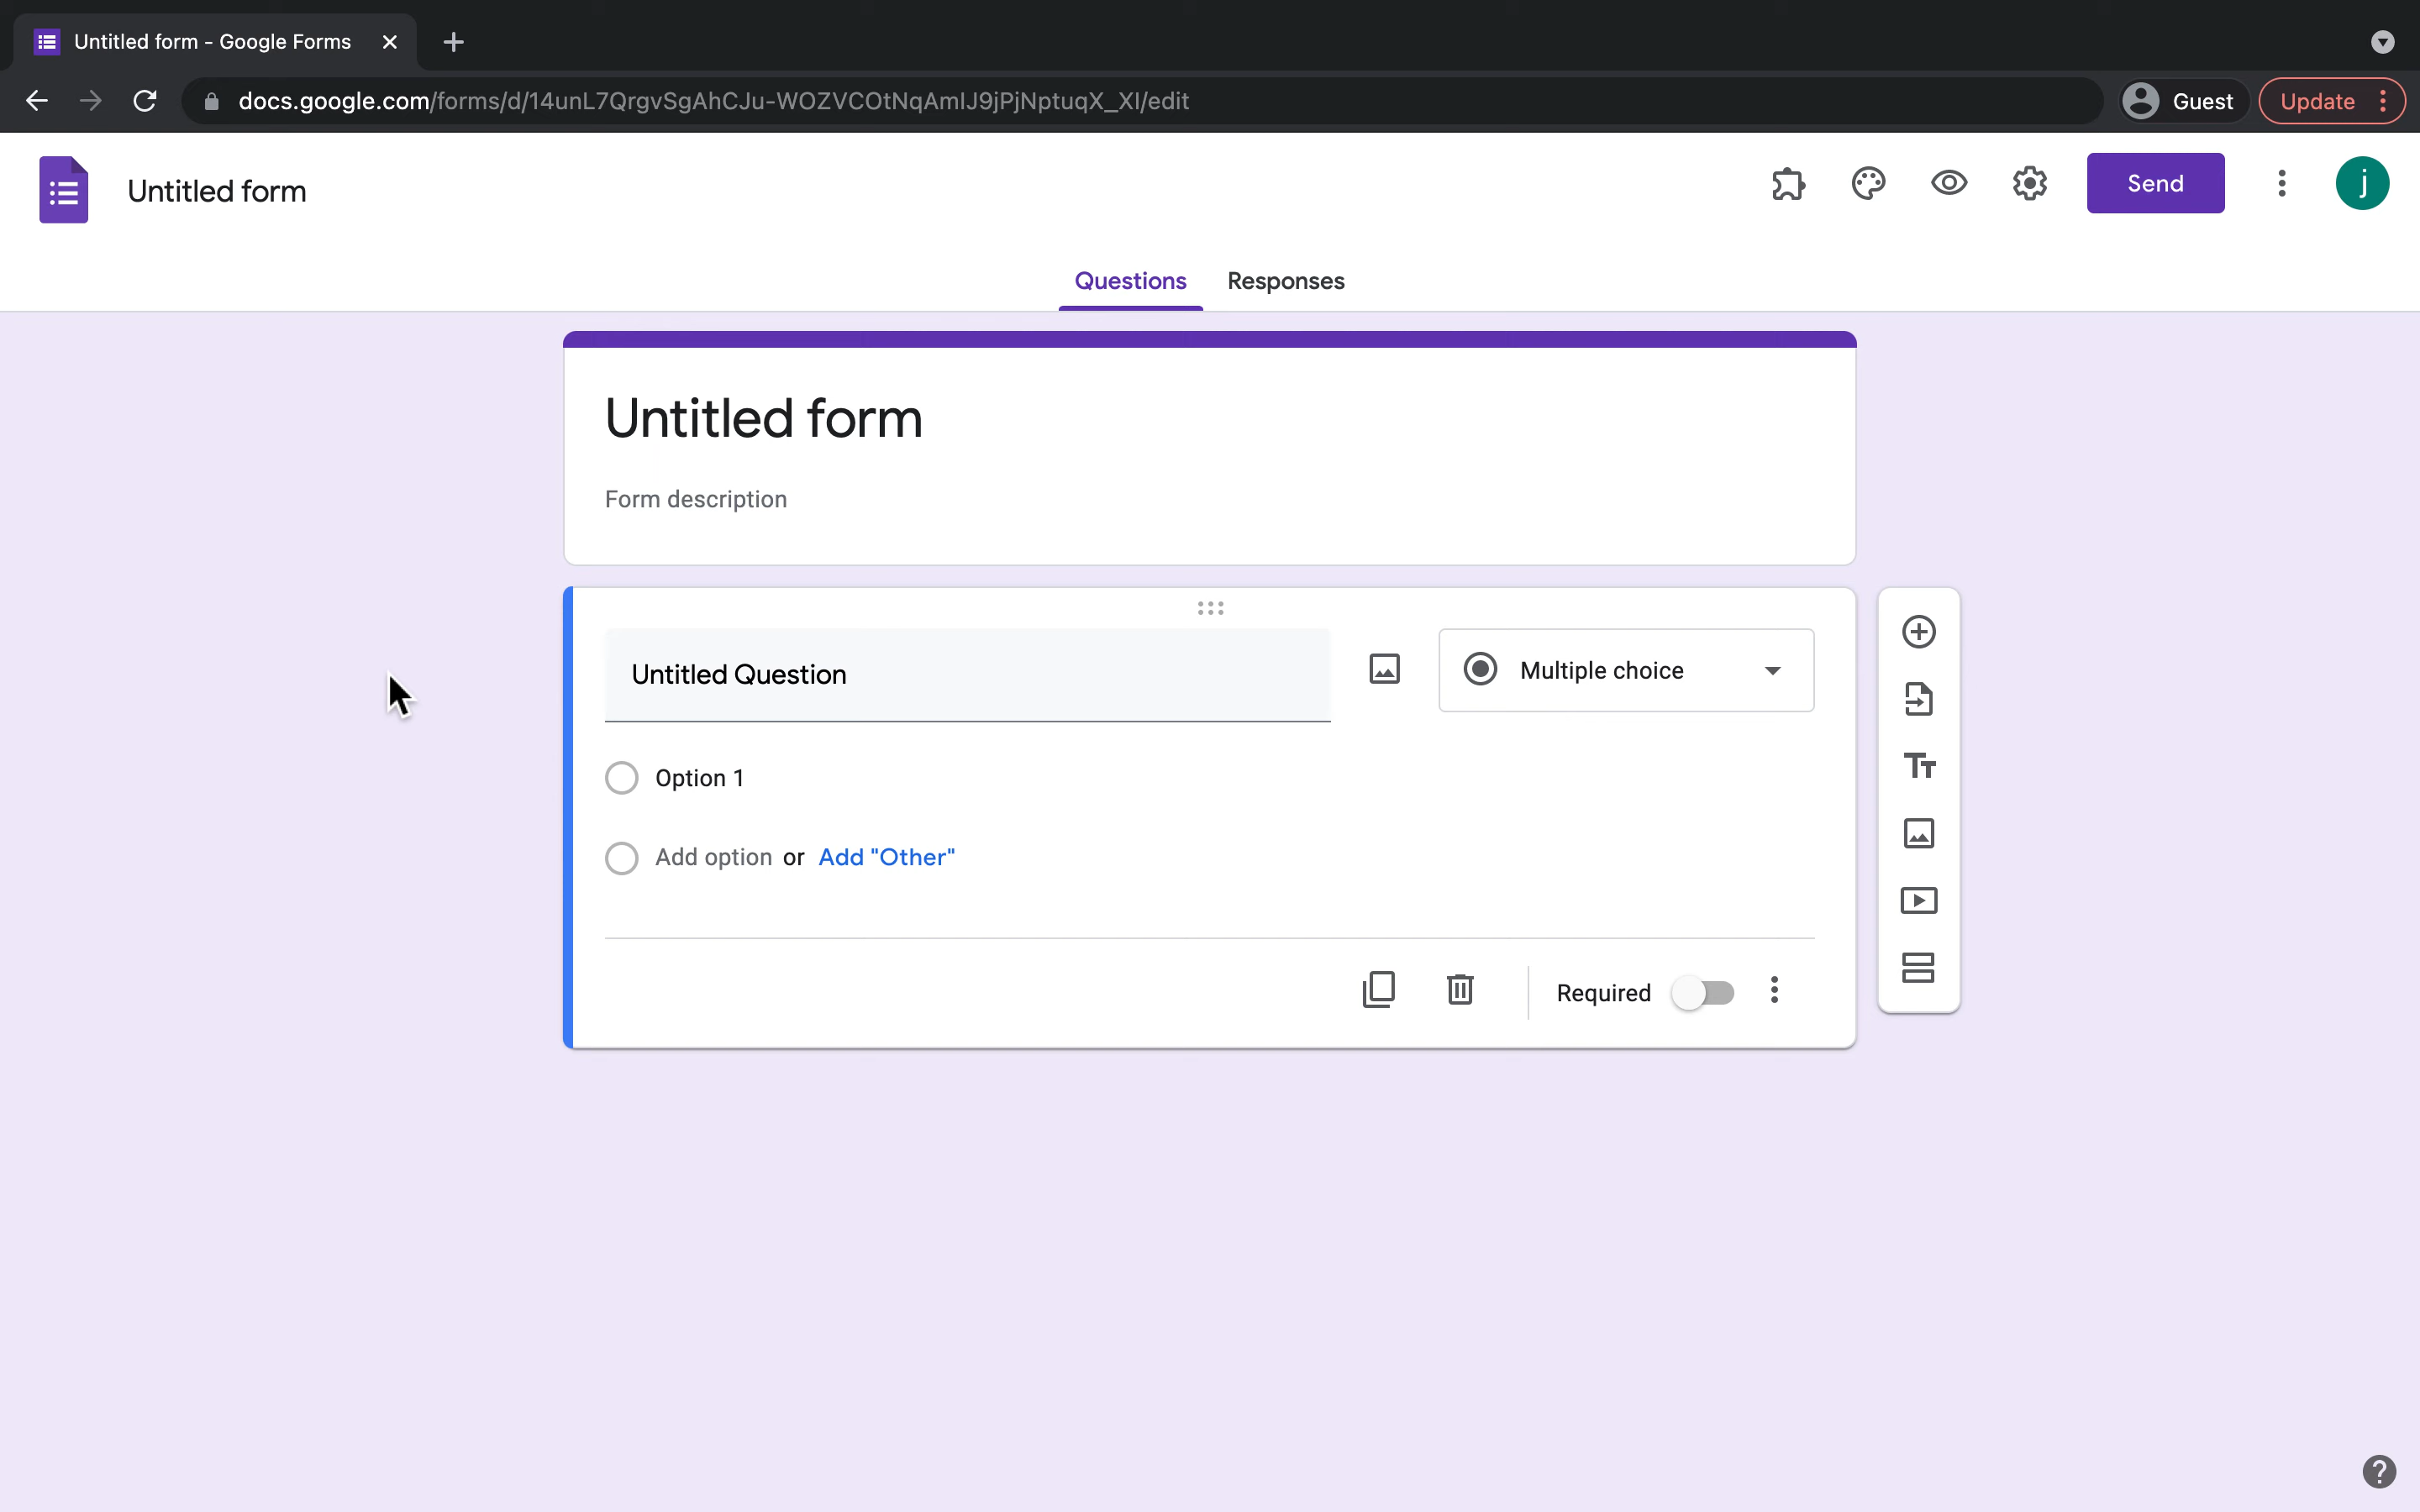 Untitled form - Google Forms
docs.google.com/forms/d/14unL7QrgvSgAhCJu-WOZVCOtNqAmIJ9jPjNptuqX_XI/edit
Guest
Update
Untitled form
Send
j
Questions
Responses
Untitled form
Form description
Untitled Question
Multiple choice
Option 1
Add option or Add "Other"
Required